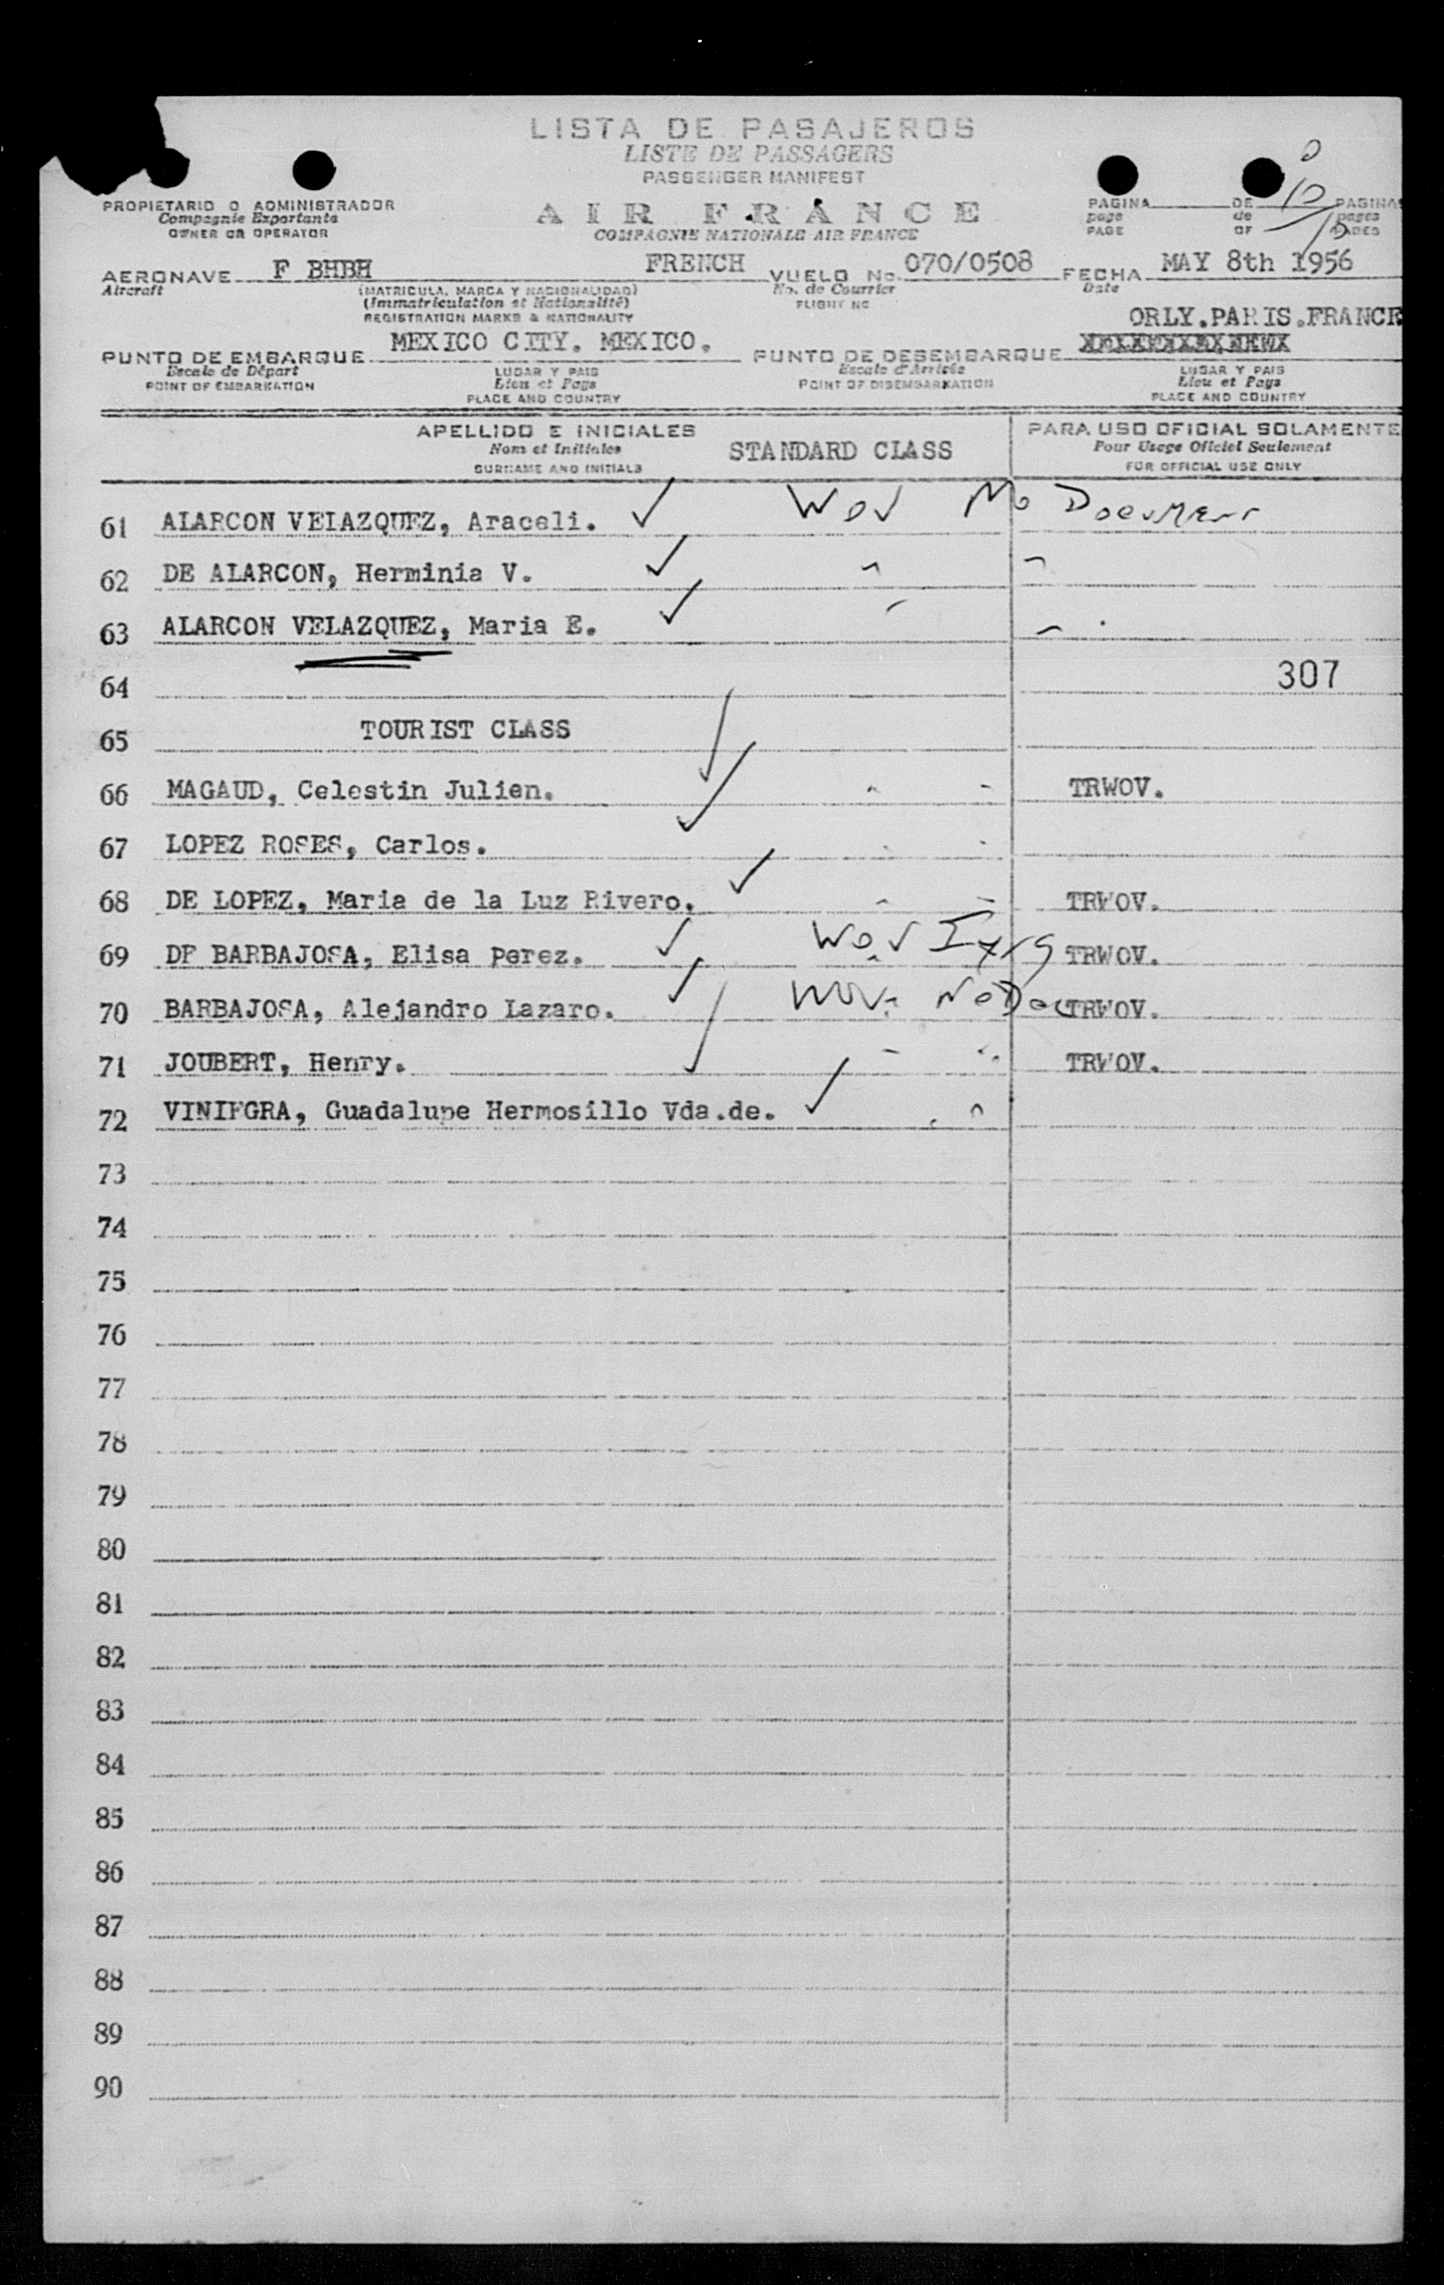 LISTA DE PASAJEROS
LISTE DE PASSAGERS
PASSENGER MANIFEST
AIR FRANCE
COMPAGNIE NATIONALE AIR FRANCE
PROPIETARIO O ADMINISTRADOR
Compagnie Exportante
OWNER OR OPERATOR
PAGINA DE 10 PAGINAS
page de pages
PAGE OF 10 PAGES
AERONAVE F BHBH FRENCH VUELO No. 070/0508 FECHA MAY 8th 1956
Aircraft (MATRICULA, MARCA Y NACIONALIDAD) No. de Courrier Date
(Immatriculation et Nationalité) FLIGHT NO
REGISTRATION MARKS & NATIONALITY
ORLY.PARIS.FRANCE
PUNTO DE EMBARQUE MEXICO CITY. MEXICO. PUNTO DE DESEMBARQUE
Escale de Départ LUGAR Y PAIS Escale d'Arrivée LUGAR Y PAIS
POINT OF EMBARKATION Lieu et Pays POINT OF DISEMBARKATION Lieu et Pays
PLACE AND COUNTRY PLACE AND COUNTRY
APELLIDO E INICIALES PARA USO OFICIAL SOLAMENTE
Nom et Initiales STANDARD CLASS Pour Usage Officiel Seulement
SURNAME AND INITIALS FOR OFFICIAL USE ONLY
61 ALARCON VELAZQUEZ, Araceli. ✓ WOV No Document
62 DE ALARCON, Herminia V. ✓
63 ALARCON VELAZQUEZ, Maria E. ✓
64 307
65 TOURIST CLASS
66 MAGAUD, Celestin Julien. ✓ TRWOV.
67 LOPEZ ROSES, Carlos. ✓
68 DE LOPEZ, Maria de la Luz Rivero. ✓ TRWOV.
69 DE BARBAJOSA, Elisa perez. ✓ WOV TRWOV.
70 BARBAJOSA, Alejandro Lazaro. ✓ WOV No Doc TRWOV.
71 JOUBERT, Henry. ✓ TRWOV.
72 VINIEGRA, Guadalupe Hermosillo Vda.de. ✓
73
74
75
76
77
78
79
80
81
82
83
84
85
86
87
88
89
90